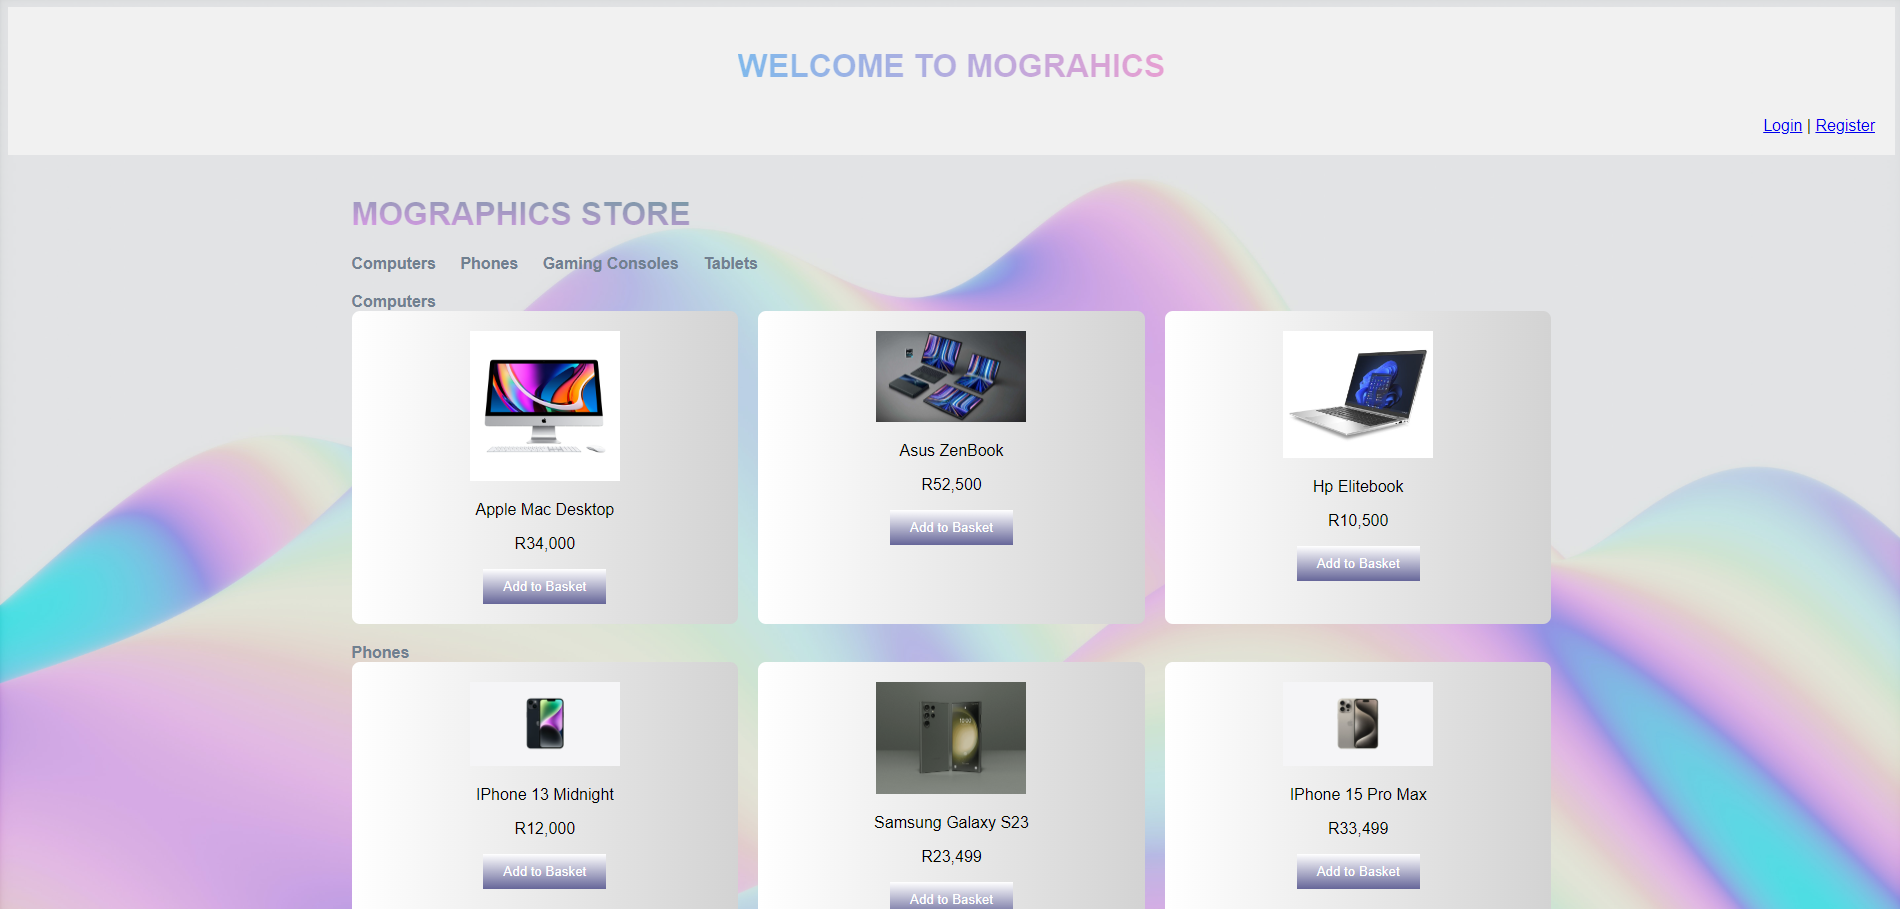 WELCOME TO MOGRAHICS
Login | Register
MOGRAPHICS STORE
Computers Phones Gaming Consoles Tablets
Computers
Apple Mac Desktop
R34,000
Add to Basket
Asus ZenBook
R52,500
Add to Basket
Hp Elitebook
R10,500
Add to Basket
Phones
IPhone 13 Midnight
R12,000
Add to Basket
Samsung Galaxy S23
R23,499
Add to Basket
IPhone 15 Pro Max
R33,499
Add to Basket